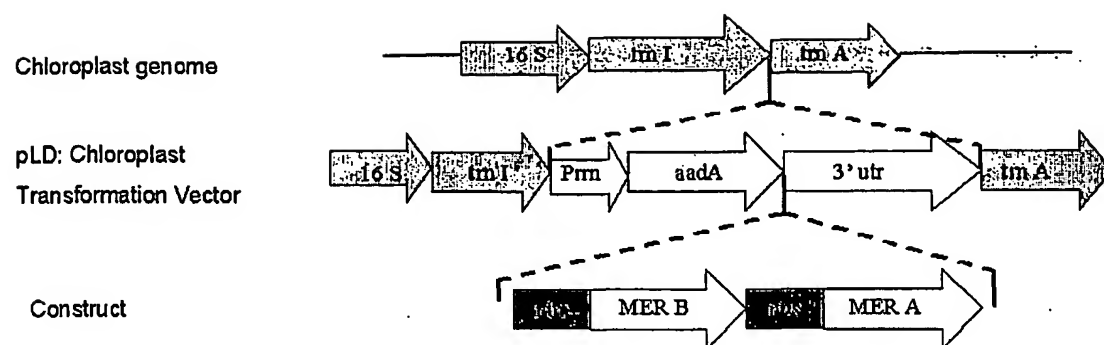 Chloroplast genome
16 S
trn I
trn A
pLD: Chloroplast
Transformation Vector
16 S
trn I
Prrn
aadA
3' utr
trn A
Construct
MER B
MER A